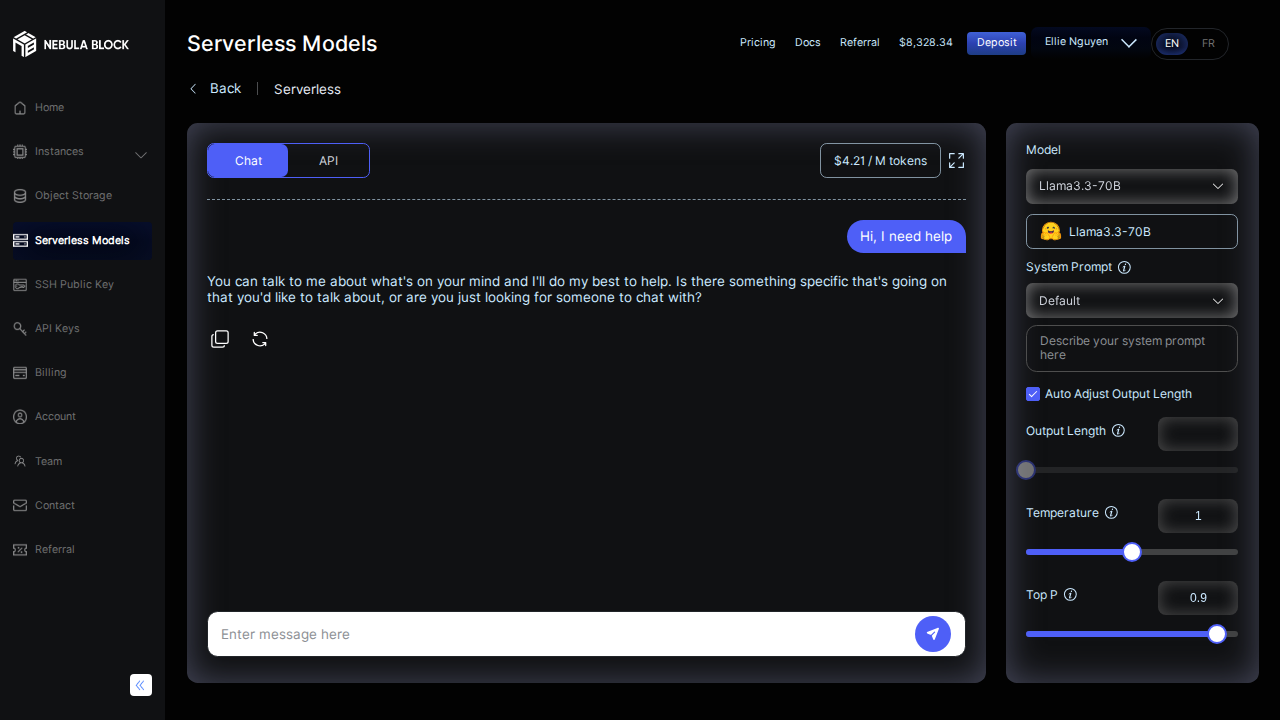 NEBULA BLOCK
Home
Instances
Object Storage
Serverless Models
SSH Public Key
API Keys
Billing
Account
Team
Contact
Referral
Serverless Models
Pricing
Docs
Referral
$8,328.34
Deposit
Ellie Nguyen
EN
FR
Back
Serverless
Chat
API
$4.21 / M tokens
Hi, I need help
You can talk to me about what's on your mind and I'll do my best to help. Is there something specific that's going on
that you'd like to talk about, or are you just looking for someone to chat with?
Enter message here
Model
Llama3.3-70B
Llama3.3-70B
System Prompt
Default
Describe your system prompt
here
Auto Adjust Output Length
Output Length
Temperature
1
Top P
0.9